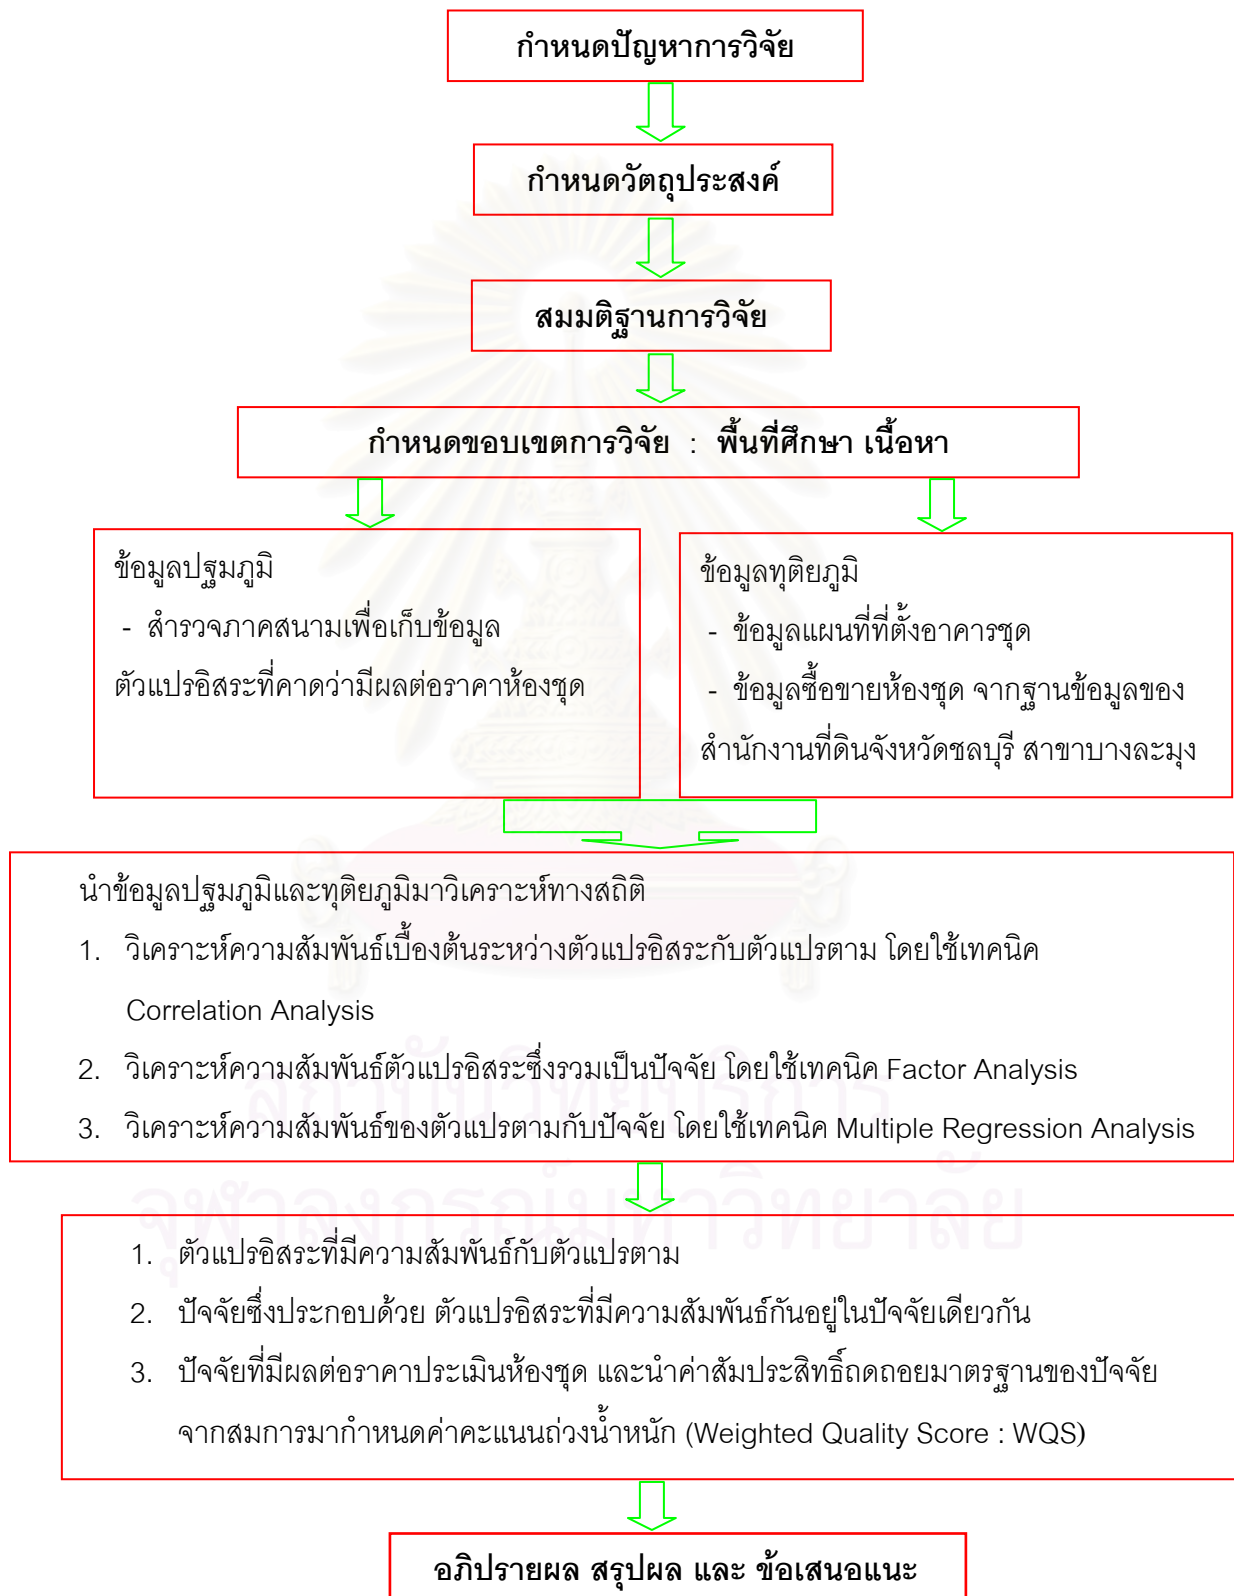 กำหนดปัญหาการวิจัย
กำหนดวัตถุประสงค์
สมมติฐานการวิจัย
กำหนดขอบเขตการวิจัย : พื้นที่ศึกษา เนื้อหา
ข้อมูลปฐมภูมิ
- สำรวจภาคสนามเพื่อเก็บข้อมูล
ตัวแปรอิสระที่คาดว่ามีผลต่อราคาห้องชุด
ข้อมูลทุติยภูมิ
- ข้อมูลแผนที่ที่ตั้งอาคารชุด
- ข้อมูลซื้อขายห้องชุด จากฐานข้อมูลของ
สำนักงานที่ดินจังหวัดชลบุรี สาขาบางละมุง
นำข้อมูลปฐมภูมิและทุติยภูมิมาวิเคราะห์ทางสถิติ
1. วิเคราะห์ความสัมพันธ์เบื้องต้นระหว่างตัวแปรอิสระกับตัวแปรตาม โดยใช้เทคนิค
Correlation Analysis
2. วิเคราะห์ความสัมพันธ์ตัวแปรอิสระซึ่งรวมเป็นปัจจัย โดยใช้เทคนิค Factor Analysis
3. วิเคราะห์ความสัมพันธ์ของตัวแปรตามกับปัจจัย โดยใช้เทคนิค Multiple Regression Analysis
สถาบันวิทยบริการ
จุฬาลงกรณ์มหาวิทยาลัย
1. ตัวแปรอิสระที่มีความสัมพันธ์กับตัวแปรตาม
2. ปัจจัยซึ่งประกอบด้วย ตัวแปรอิสระที่มีความสัมพันธ์กันอยู่ในปัจจัยเดียวกัน
3. ปัจจัยที่มีผลต่อราคาประเมินห้องชุด และนำค่าสัมประสิทธิ์ถดถอยมาตรฐานของปัจจัย
จากสมการมากำหนดค่าคะแนนถ่วงน้ำหนัก (Weighted Quality Score : WQS)
อภิปรายผล สรุปผล และ ข้อเสนอแนะ